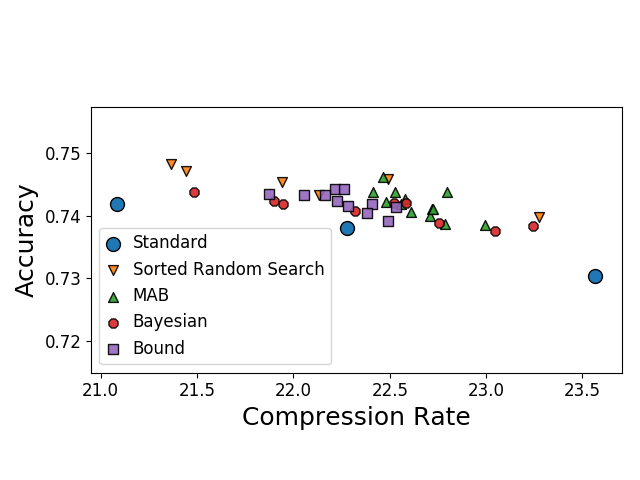 Accuracy
0.75
0.74
0.73
0.72
Standard
Sorted Random Search
MAB
Bayesian
Bound
21.0 21.5 22.0 22.5 23.0 23.5
Compression Rate